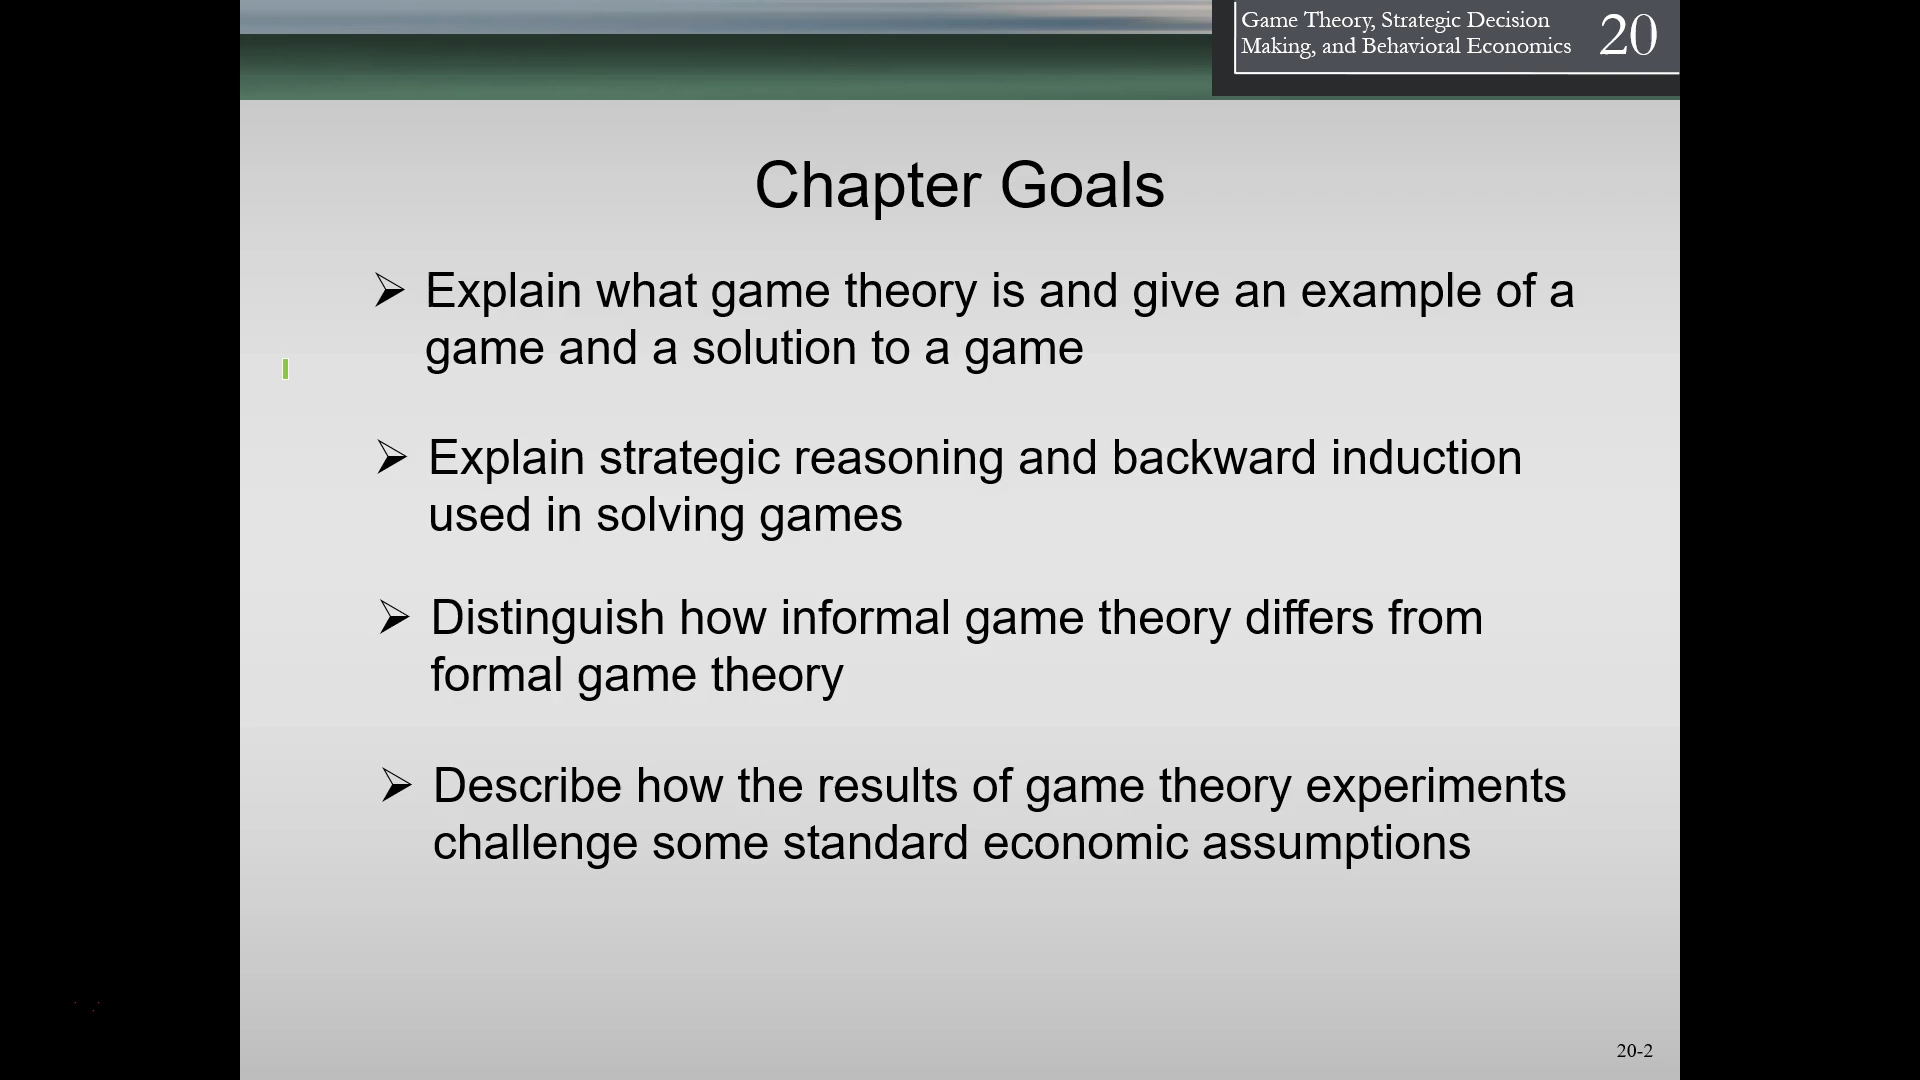 Game Theory, Strategic Decision
Making, and Behavioral Economics
20
Chapter Goals
➢ Explain what game theory is and give an example of a
game and a solution to a game
➢ Explain strategic reasoning and backward induction
used in solving games
➢ Distinguish how informal game theory differs from
formal game theory
➢ Describe how the results of game theory experiments
challenge some standard economic assumptions
20-2